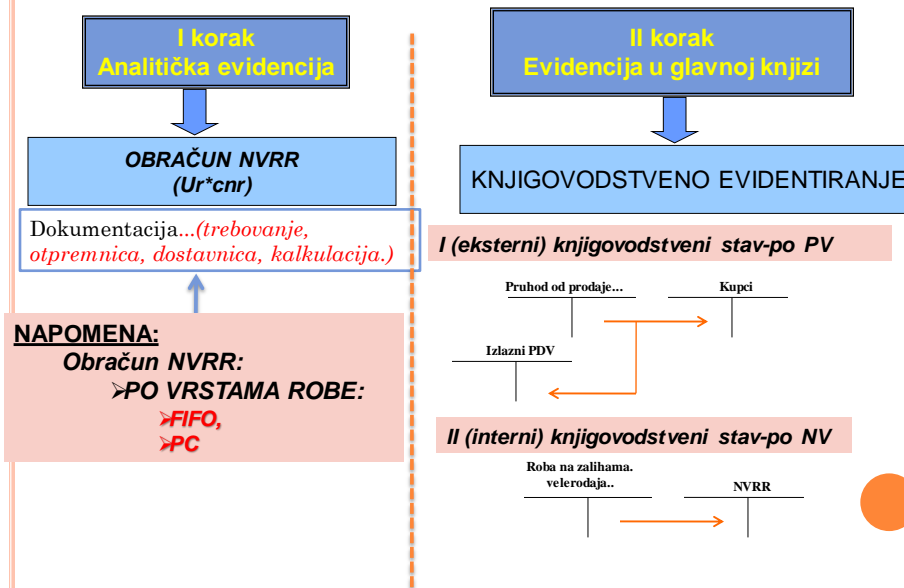 I korak
Analitička evidencija
OBRAČUN NVRR
(Ur*cnr)
Dokumentacija...(trebovanje,
otpremnica, dostavnica, kalkulacija.)
NAPOMENA:
Obračun NVRR:
➢PO VRSTAMA ROBE:
➢FIFO,
➢PC
II korak
Evidencija u glavnoj knjizi
KNJIGOVODSTVENO EVIDENTIRANJE
I (eksterni) knjigovodstveni stav-po PV
Pruhod od prodaje...
Kupci
Izlazni PDV
II (interni) knjigovodstveni stav-po NV
Roba na zalihama.
velerodaja..
NVRR